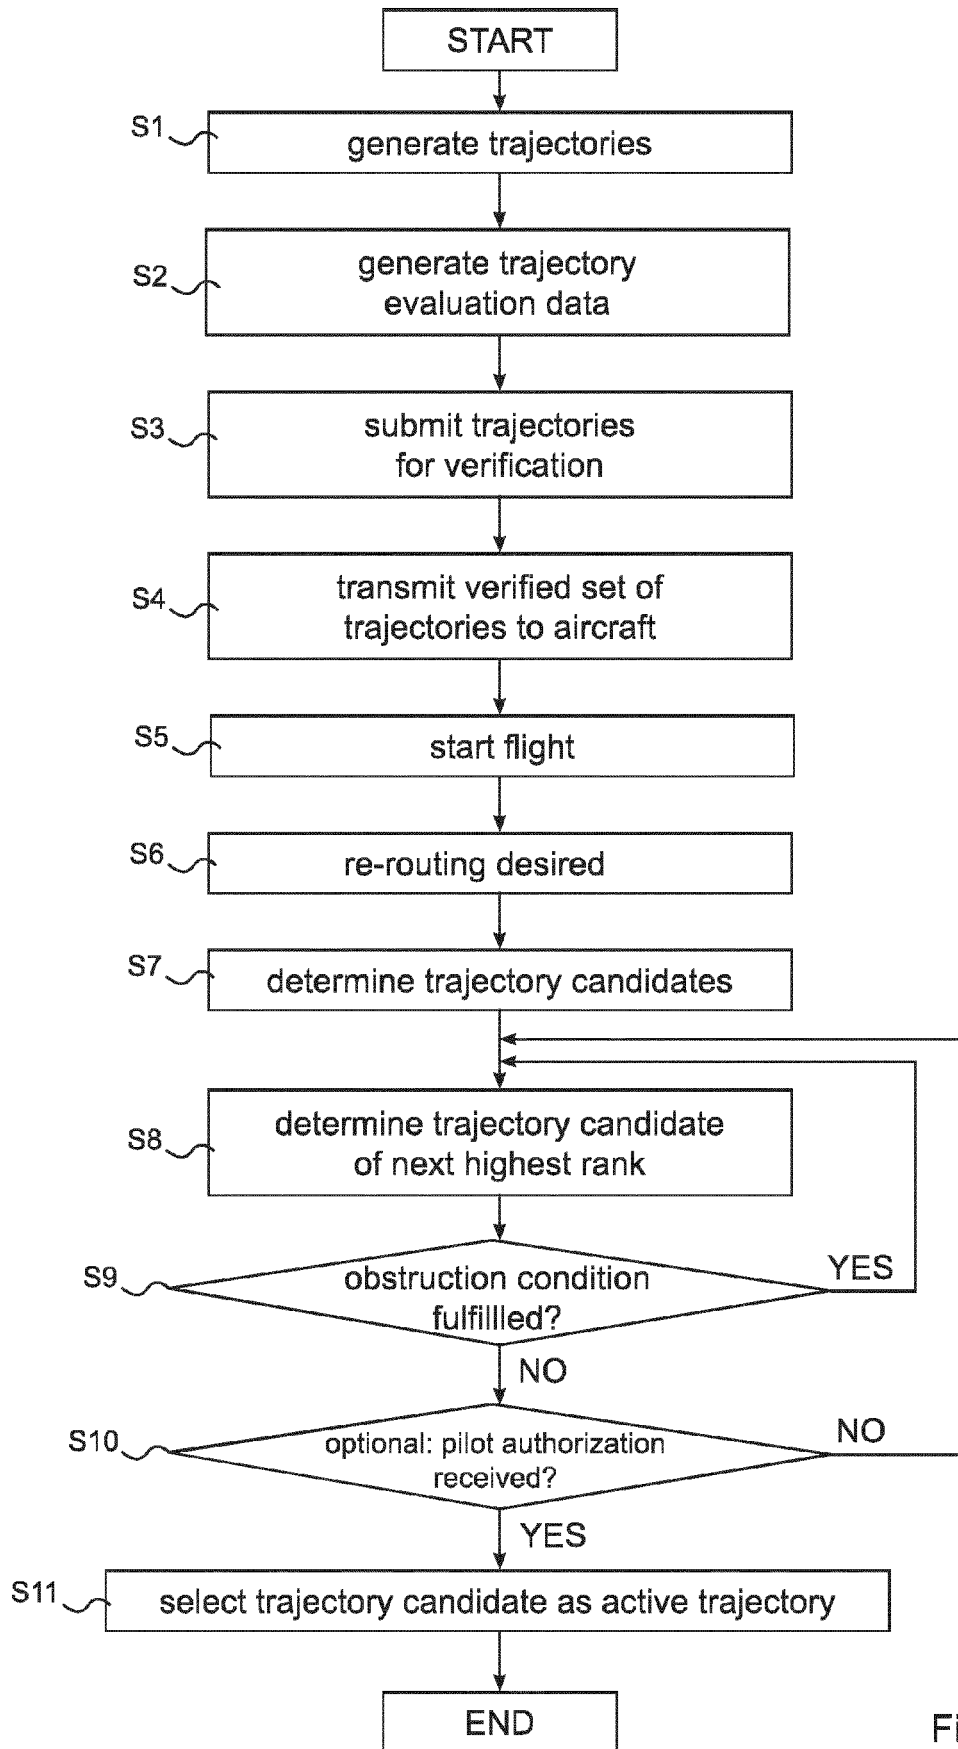 START
S1
generate trajectories
S2
generate trajectory
evaluation data
S3
submit trajectories
for verification
S4
transmit verified set of
trajectories to aircraft
S5
start flight
S6
re-routing desired
S7
determine trajectory candidates
S8
determine trajectory candidate
of next highest rank
S9
obstruction condition
fulfillled?
YES
NO
S10
optional: pilot authorization
received?
NO
YES
S11
select trajectory candidate as active trajectory
END
Fi